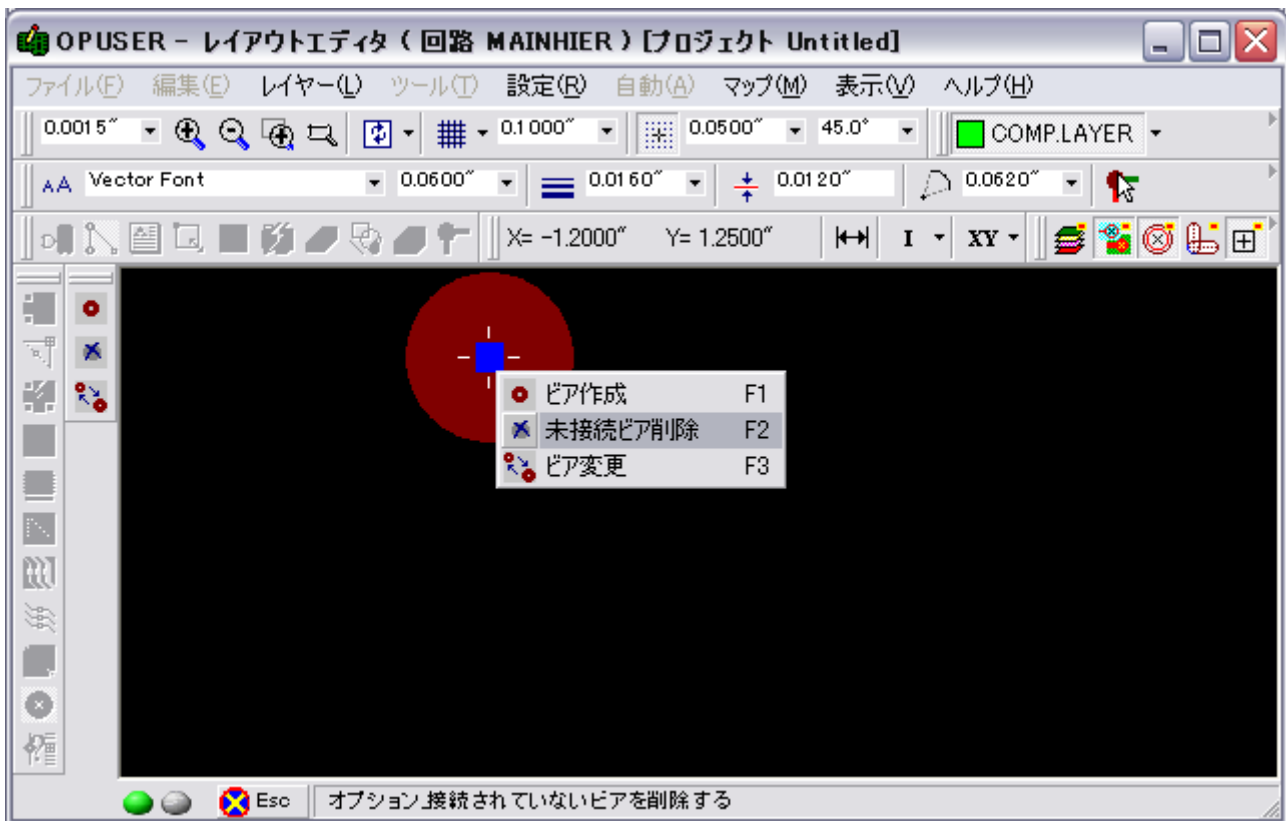 OPUSER - レイアウトエディタ ( 回路 MAINHIER ) [プロジェクト Untitled]
ファイル(F) 編集(E) レイヤー(L) ツール(T) 設定(R) 自動(A) マップ(M) 表示(V) ヘルプ(H)
0.0015″ 0.1000″ 0.0500″ 45.0° COMP.LAYER
AA Vector Font 0.0600″ 0.0160″ 0.0120″ 0.0620″
X= -1.2000″ Y= 1.2500″ I XY
ビア作成 F1
未接続ビア削除 F2
ビア変更 F3
Esc オプション」接続されていないビアを削除する